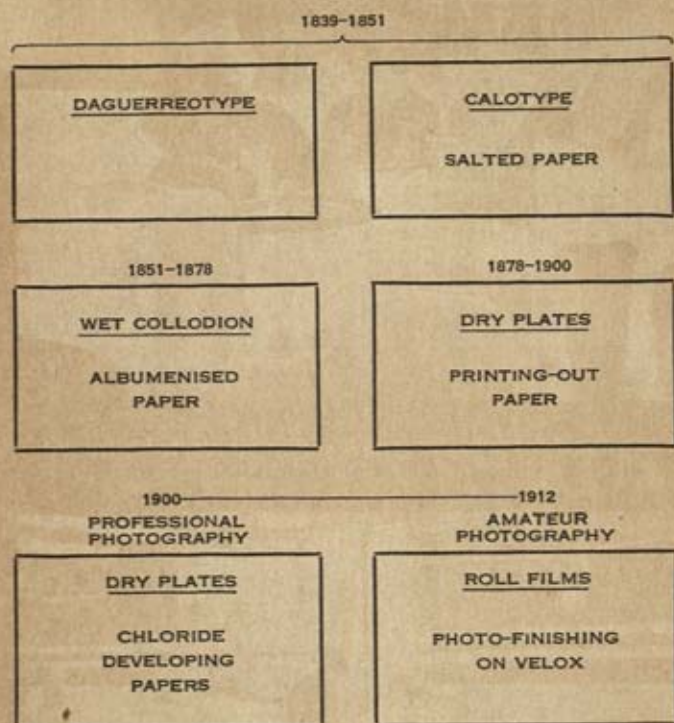 1839-1851
DAGUERREOTYPE
CALOTYPE
SALTED PAPER
1851-1878
WET COLLODION
ALBUMENISED
PAPER
1878-1900
DRY PLATES
PRINTING-OUT
PAPER
1900
PROFESSIONAL
PHOTOGRAPHY
DRY PLATES
CHLORIDE
DEVELOPING
PAPERS
1912
AMATEUR
PHOTOGRAPHY
ROLL FILMS
PHOTO-FINISHING
ON VELOX